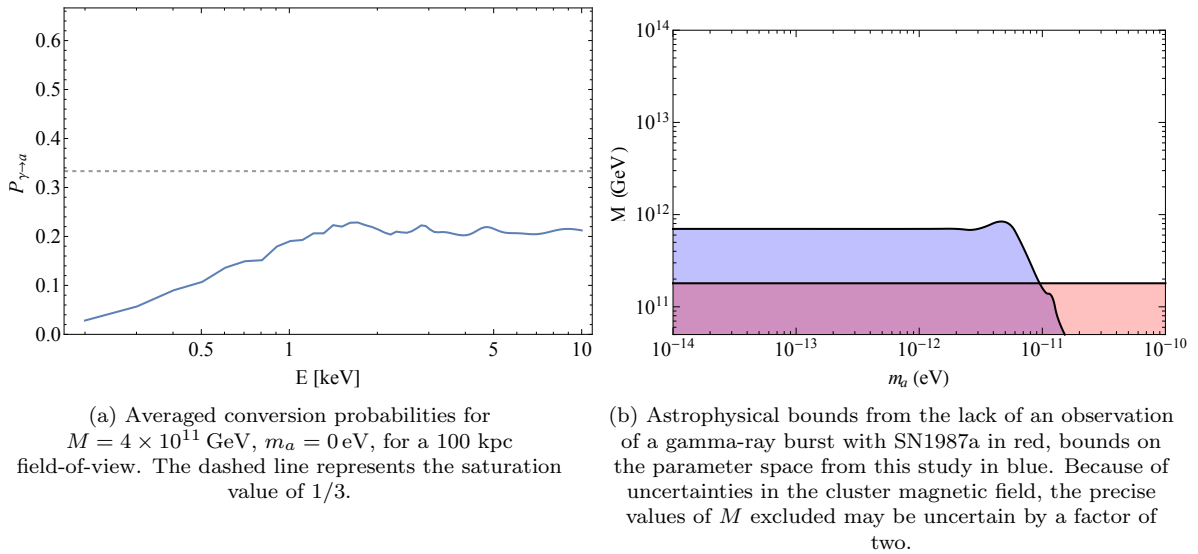 0.6
0.5
0.4
0.3
0.2
0.1
0.0
P_{γ→a}
0.5 1 5 10
E [keV]
(a) Averaged conversion probabilities for
M = 4 × 10^{11} GeV, m_a = 0 eV, for a 100 kpc
field-of-view. The dashed line represents the saturation
value of 1/3.
10^{14}
10^{13}
10^{12}
10^{11}
M (GeV)
10^{-14} 10^{-13} 10^{-12} 10^{-11} 10^{-10}
m_a (eV)
(b) Astrophysical bounds from the lack of an observation
of a gamma-ray burst with SN1987a in red, bounds on
the parameter space from this study in blue. Because of
uncertainties in the cluster magnetic field, the precise
values of M excluded may be uncertain by a factor of
two.